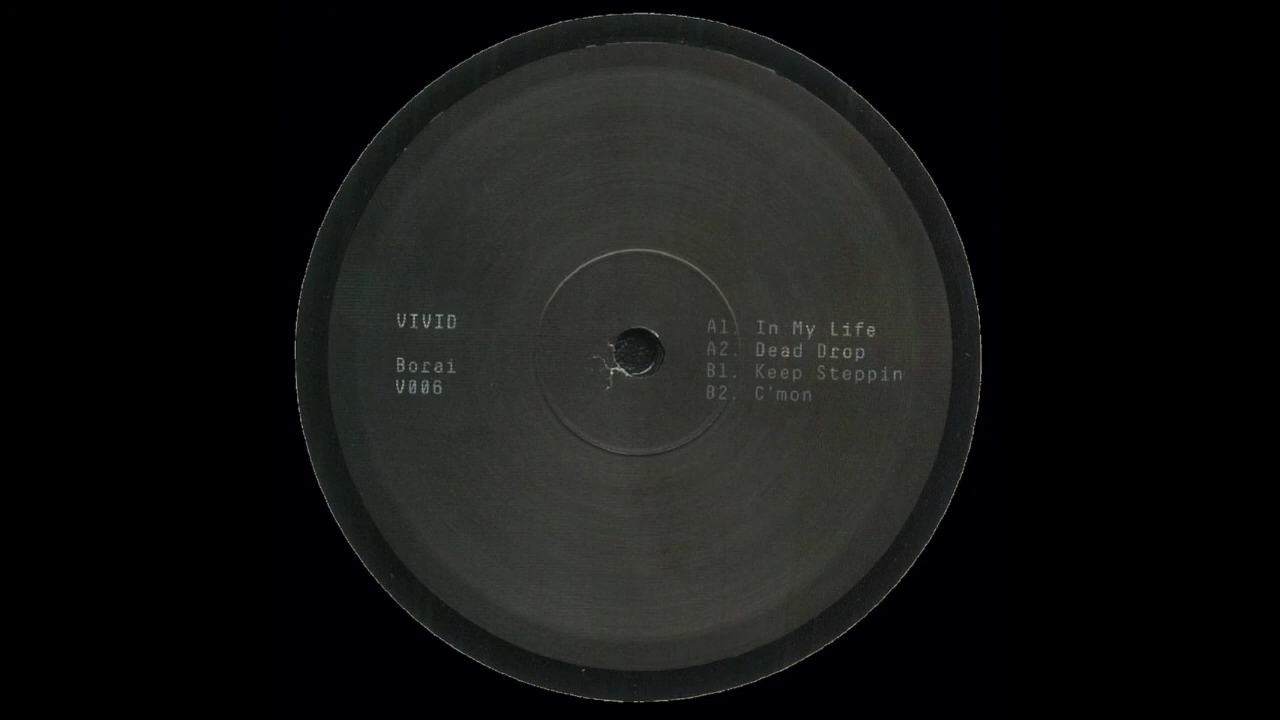 VIVID
Borai
V006
A1. In My Life
A2. Dead Drop
B1. Keep Steppin
B2. C'mon